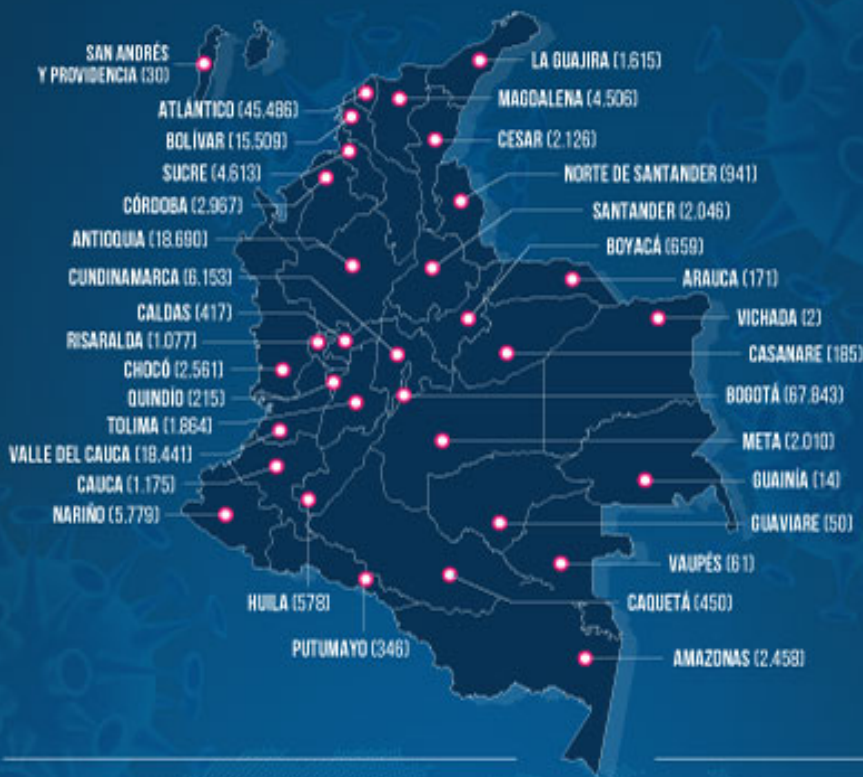 SAN ANDRÉS
Y PROVIDENCIA (30)
ATLÁNTICO (45.486)
BOLÍVAR (15.509)
SUCRE (4.613)
CÓRDOBA (2.967)
ANTIOQUIA (18.690)
CUNDINAMARCA (6.153)
CALDAS (417)
RISARALDA (1.077)
CHOCÓ (2.561)
QUINDÍO (215)
TOLIMA (1.864)
VALLE DEL CAUCA (18.441)
CAUCA (1.175)
NARIÑO (5.779)
HUILA (578)
PUTUMAYO (346)
LA GUAJIRA (1.615)
MAGDALENA (4.506)
CESAR (2.126)
NORTE DE SANTANDER (941)
SANTANDER (2.046)
BOYACÁ (659)
ARAUCA (171)
VICHADA (2)
CASANARE (185)
BOGOTÁ (67.843)
META (2.010)
GUAINÍA (14)
GUAVIARE (50)
VAUPÉS (61)
CAQUETÁ (450)
AMAZONAS (2.458)